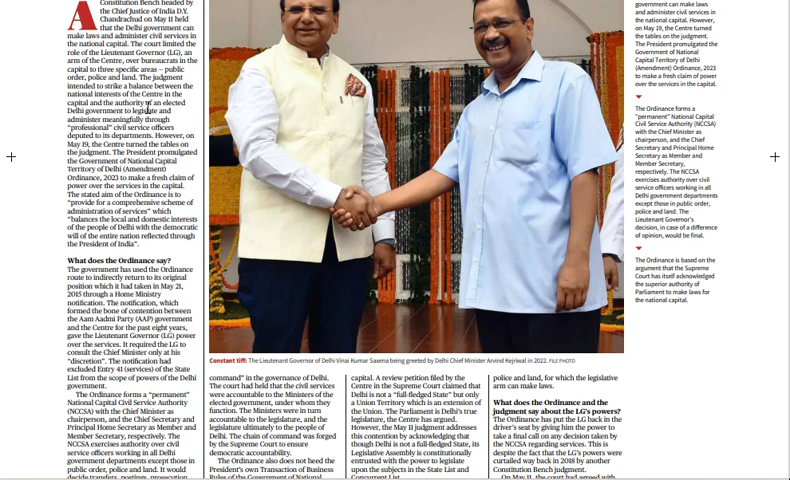 A
Constitution Bench headed by
the Chief Justice of India D.Y.
Chandrachud on May 11 held
that the Delhi government can
make laws and administer civil services in
the national capital. The court limited the
role of the Lieutenant Governor (LG), an
arm of the Centre, over bureaucrats in the
capital to three specific areas — public
order, police and land. The judgment
intended to strike a balance between the
national interests of the Centre in the
capital and the authority of an elected
Delhi government to legislate and
administer meaningfully through
“professional” civil service officers
deputed to its departments. However, on
May 19, the Centre turned the tables on
the judgment. The President promulgated
the Government of National Capital
Territory of Delhi (Amendment)
Ordinance, 2023 to make a fresh claim of
power over the services in the capital.
The stated aim of the Ordinance is to
“provide for a comprehensive scheme of
administration of services” which
“balances the local and domestic interests
of the people of Delhi with the democratic
will of the entire nation reflected through
the President of India”.
What does the Ordinance say?
The government has used the Ordinance
route to indirectly return to its original
position which it had taken in May 21,
2015 through a Home Ministry
notification. The notification, which
formed the bone of contention between
the Aam Aadmi Party (AAP) government
and the Centre for the past eight years,
gave the Lieutenant Governor (LG) power
over the services. It required the LG to
consult the Chief Minister only at his
“discretion”. The notification had
excluded Entry 41 (services) of the State
List from the scope of powers of the Delhi
government.
The Ordinance forms a “permanent”
National Capital Civil Service Authority
(NCCSA) with the Chief Minister as
chairperson, and the Chief Secretary and
Principal Home Secretary as Member and
Member Secretary, respectively. The
NCCSA exercises authority over civil
service officers working in all Delhi
government departments except those in
public order, police and land. It would
decide transfers, postings, prosecution
Constant tiff: The Lieutenant Governor of Delhi Vinai Kumar Saxena being greeted by Delhi Chief Minister Arvind Kejriwal in 2022. FILE PHOTO
command” in the governance of Delhi.
The court had held that the civil services
were accountable to the Ministers of the
elected government, under whom they
function. The Ministers were in turn
accountable to the legislature, and the
legislature ultimately to the people of
Delhi. The chain of command was forged
by the Supreme Court to ensure
democratic accountability.
The Ordinance also does not heed the
President’s own Transaction of Business
Rules of the Government of National
capital. A review petition filed by the
Centre in the Supreme Court claimed that
Delhi is not a “full-fledged State” but only
a Union Territory which is an extension of
the Union. The Parliament is Delhi’s true
legislature, the Centre has argued.
However, the May 11 judgment addresses
this contention by acknowledging that
though Delhi is not a full-fledged State, its
Legislative Assembly is constitutionally
entrusted with the power to legislate
upon the subjects in the State List and
Concurrent List.
police and land, for which the legislative
arm can make laws.
What does the Ordinance and the
judgment say about the LG’s powers?
The Ordinance has put the LG back in the
driver’s seat by giving him the power to
take a final call on any decision taken by
the NCCSA regarding services. This is
despite the fact that the LG’s powers were
curtailed way back in 2018 by another
Constitution Bench judgment.
On May 11, the court had agreed with
government can make laws
and administer civil services in
the national capital. However,
on May 19, the Centre turned
the tables on the judgment.
The President promulgated the
Government of National
Capital Territory of Delhi
(Amendment) Ordinance, 2023
to make a fresh claim of power
over the services in the capital.
The Ordinance forms a
“permanent” National Capital
Civil Service Authority (NCCSA)
with the Chief Minister as
chairperson, and the Chief
Secretary and Principal Home
Secretary as Member and
Member Secretary,
respectively. The NCCSA
exercises authority over civil
service officers working in all
Delhi government departments
except those in public order,
police and land. The
Lieutenant Governor’s
decision, in case of a difference
of opinion, would be final.
The Ordinance is based on the
argument that the Supreme
Court has itself acknowledged
the superior authority of
Parliament to make laws for
the national capital.